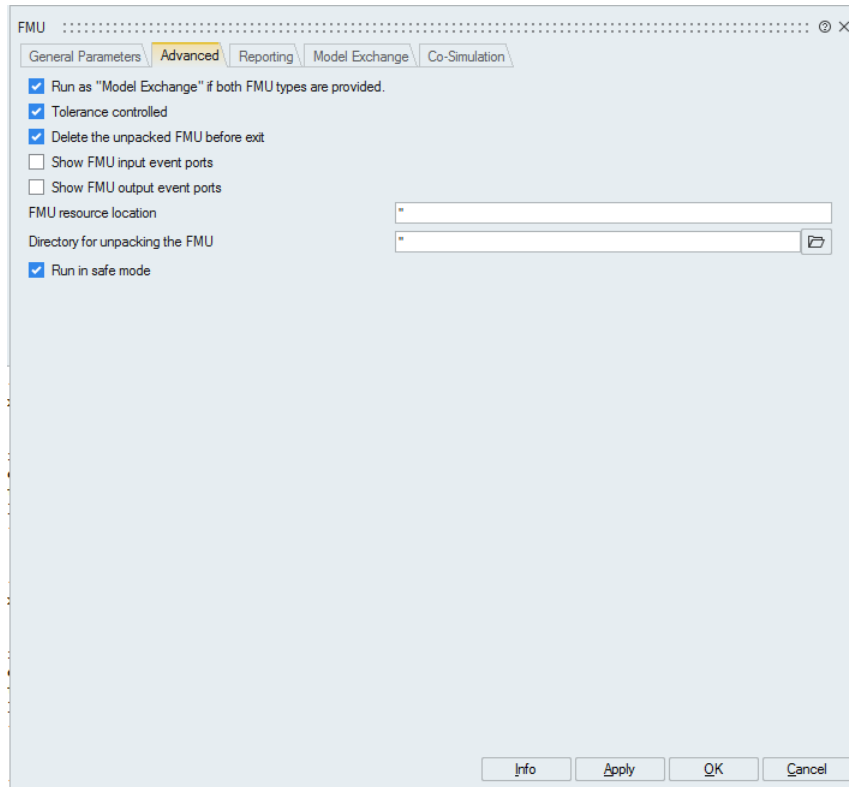 FMU
General Parameters Advanced Reporting Model Exchange Co-Simulation
Run as "Model Exchange" if both FMU types are provided.
Tolerance controlled
Delete the unpacked FMU before exit
Show FMU input event ports
Show FMU output event ports
FMU resource location ''
Directory for unpacking the FMU ''
Run in safe mode
Info Apply OK Cancel